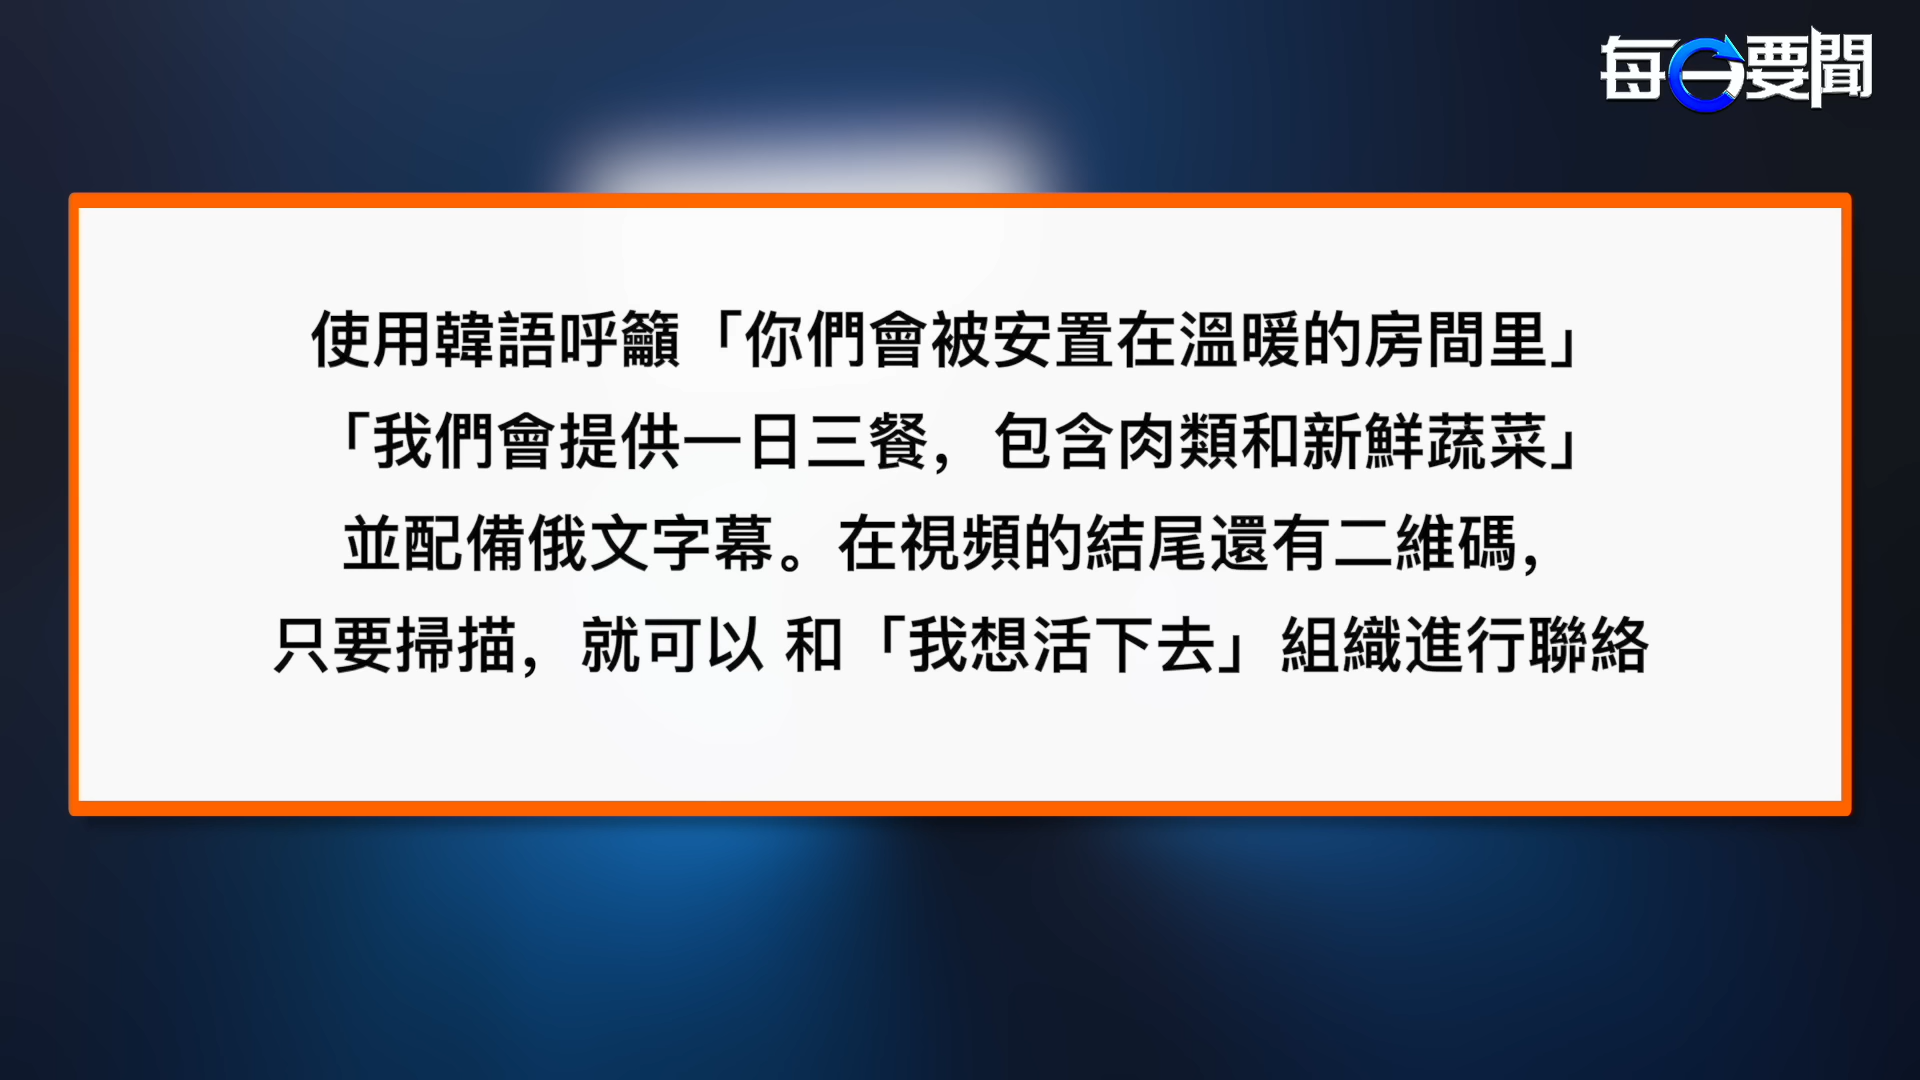 每日要聞
使用韓語呼籲「你們會被安置在溫暖的房間里」
「我們會提供一日三餐，包含肉類和新鮮蔬菜」
並配備俄文字幕。在視頻的結尾還有二維碼，
只要掃描，就可以 和「我想活下去」組織進行聯絡